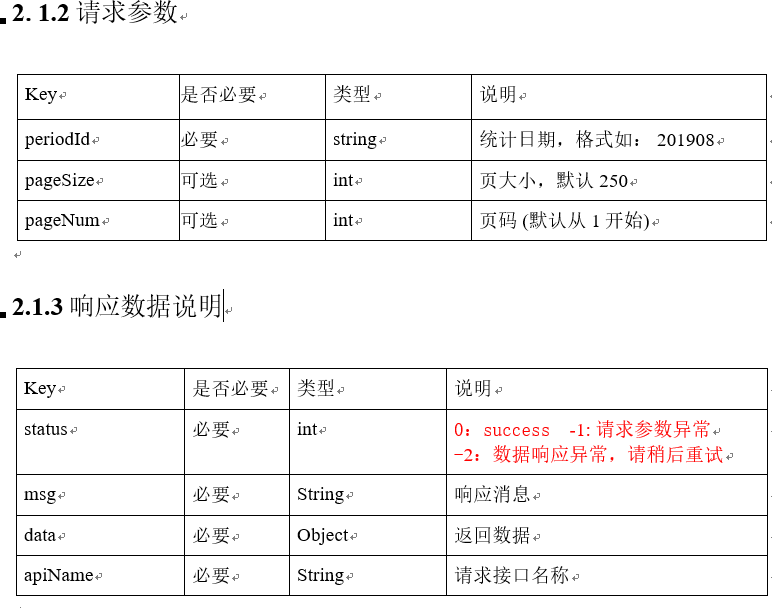 2. 1.2 请求参数
Key 是否必要 类型 说明
periodId 必要 string 统计日期，格式如： 201908
pageSize 可选 int 页大小，默认 250
pageNum 可选 int 页码 (默认从 1 开始)
2.1.3 响应数据说明
Key 是否必要 类型 说明
status 必要 int 0：success -1: 请求参数异常
-2：数据响应异常，请稍后重试
msg 必要 String 响应消息
data 必要 Object 返回数据
apiName 必要 String 请求接口名称